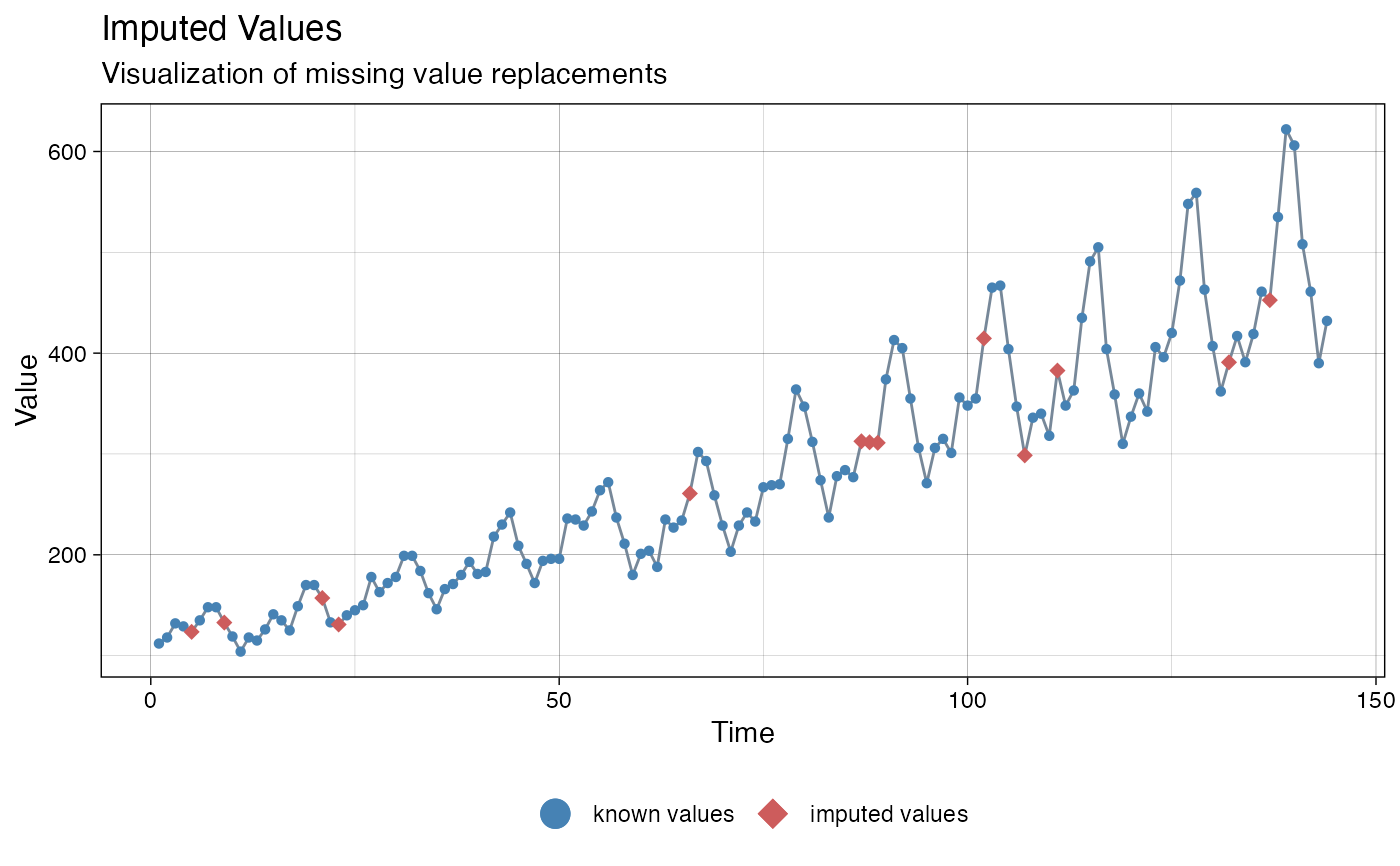 Imputed Values
Visualization of missing value replacements
Value
600
400
200
0 50 100 150
Time
known values imputed values